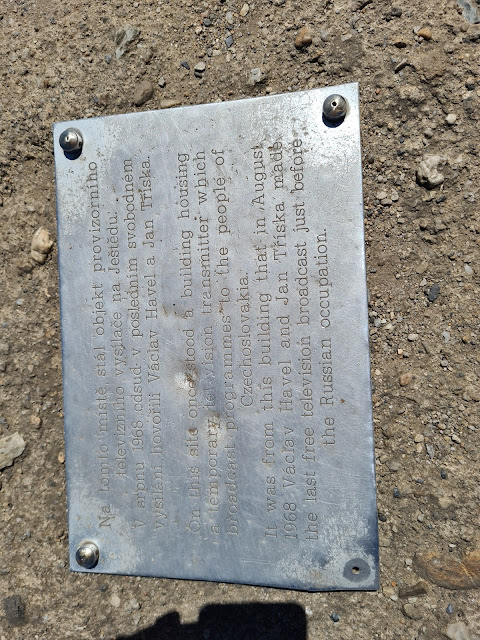 Na tomto místě stál objekt provizorního
televizního vysílače na Ještědu.
V srpnu 1968 odsud v posledním svobodném
vysílání hovořili Václav Havel a Jan Tříska.
On this site once stood a building housing
a temporary television transmitter which
broadcast programmes to the people of
Czechoslovakia.
It was from this building that in August
1968 Václav Havel and Jan Tříska made
the last free television broadcast just before
the Russian occupation.